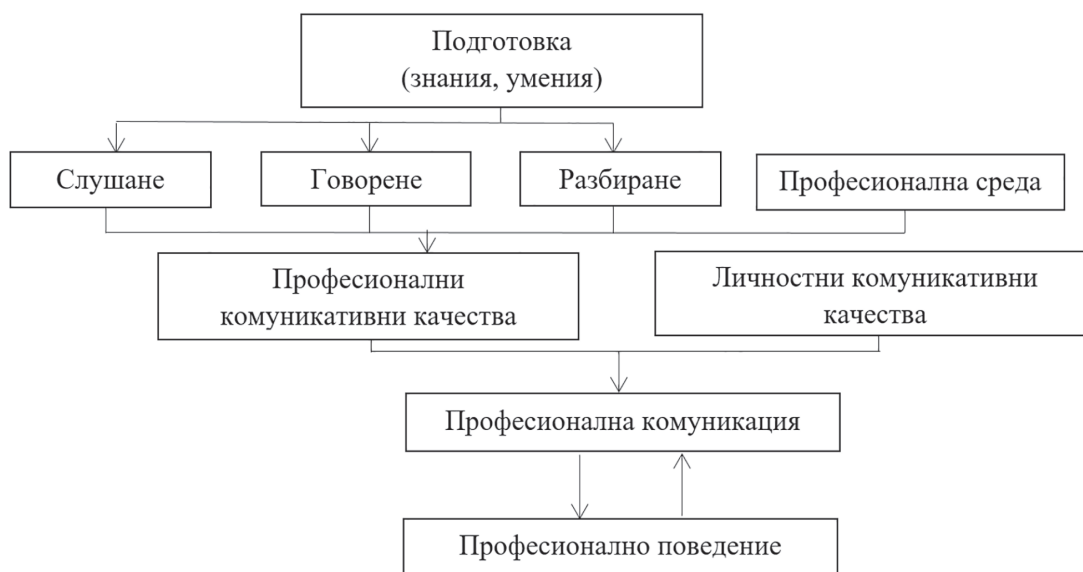 Подготовка
(знания, умения)
Слушане
Говорене
Разбиране
Професионална среда
Професионални
комуникативни качества
Личностни комуникативни
качества
Професионална комуникация
Професионално поведение